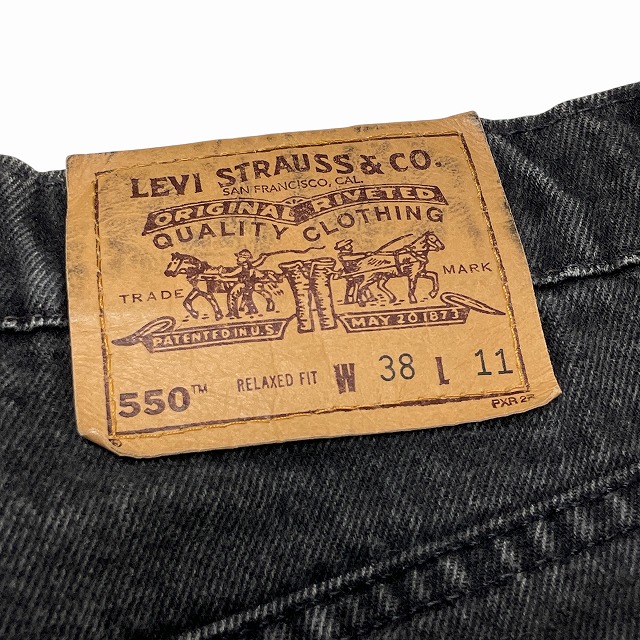 LEVI STRAUSS & CO.
SAN FRANCISCO, CAL.
ORIGINAL RIVETED
QUALITY CLOTHING
TRADE MARK
PATENTED IN U.S. MAY 20 1873
550™ RELAXED FIT W 38 L 11